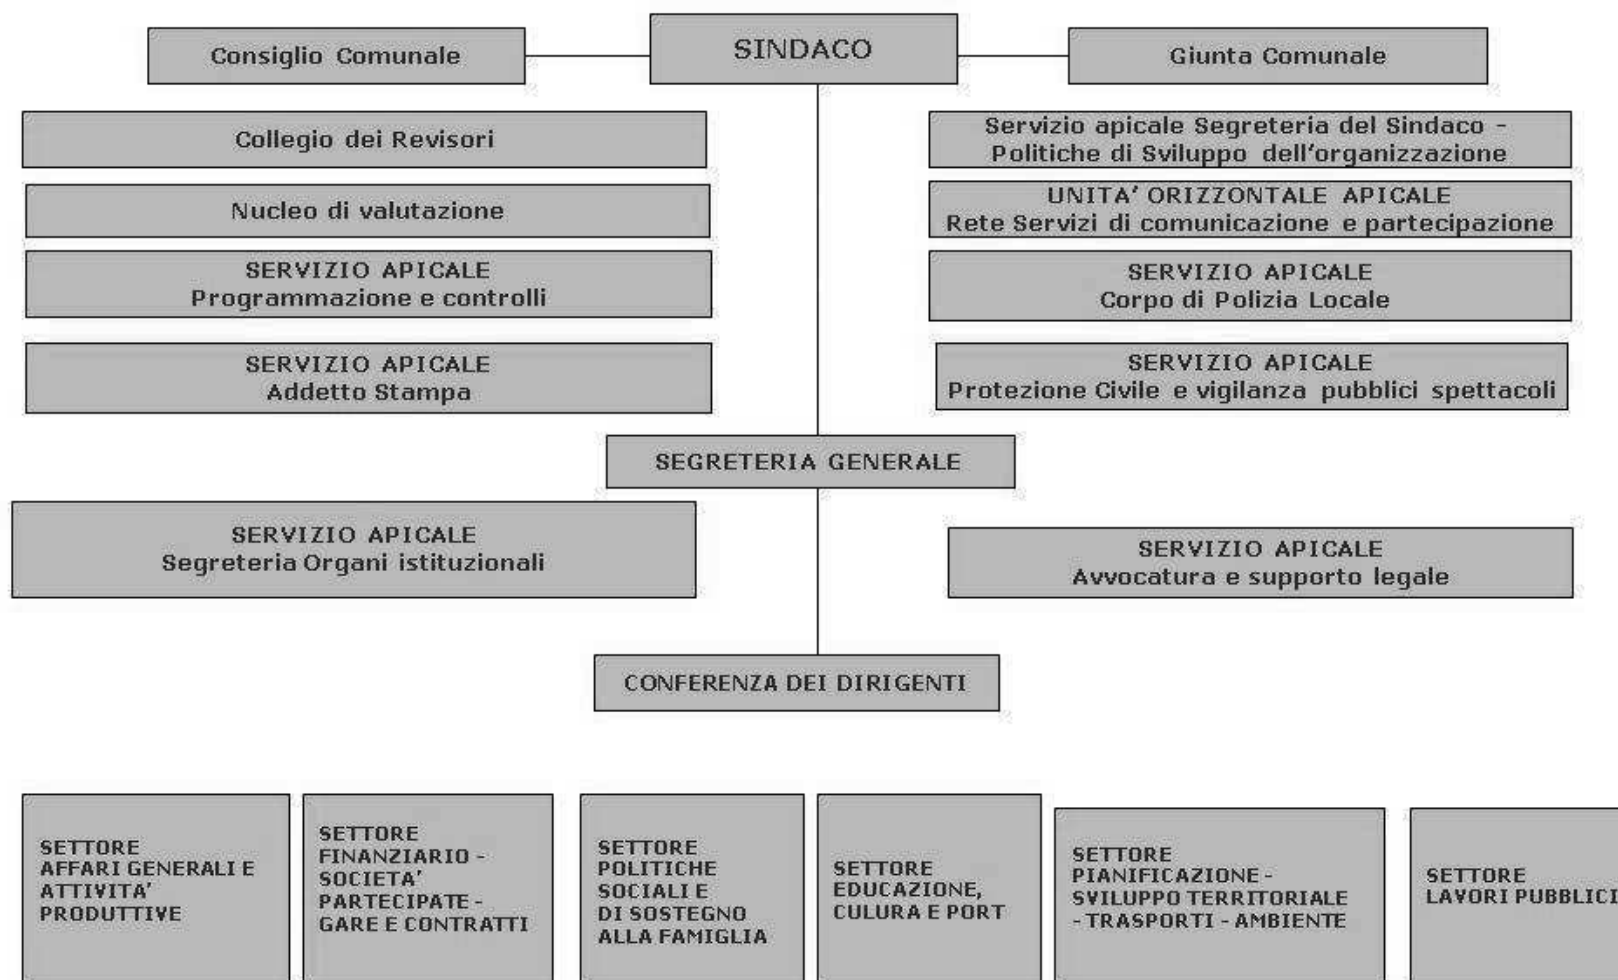 Consiglio Comunale
SINDACO
Giunta Comunale
Collegio dei Revisori
Servizio apicale Segreteria del Sindaco -
Politiche di Sviluppo dell'organizzazione
Nucleo di valutazione
UNITA' ORIZZONTALE APICALE
Rete Servizi di comunicazione e partecipazione
SERVIZIO APICALE
Programmazione e controlli
SERVIZIO APICALE
Corpo di Polizia Locale
SERVIZIO APICALE
Addetto Stampa
SERVIZIO APICALE
Protezione Civile e vigilanza pubblici spettacoli
SEGRETERIA GENERALE
SERVIZIO APICALE
Segreteria Organi istituzionali
SERVIZIO APICALE
Avvocatura e supporto legale
CONFERENZA DEI DIRIGENTI
SETTORE
AFFARI GENERALI E
ATTIVITA'
PRODUTTIVE
SETTORE
FINANZIARIO -
SOCIETA'
PARTECIPATE -
GARE E CONTRATTI
SETTORE
POLITICHE
SOCIALI E
DI SOSTEGNO
ALLA FAMIGLIA
SETTORE
EDUCAZIONE,
CULURA E PORT
SETTORE
PIANIFICAZIONE -
SVILUPPO TERRITORIALE
- TRASPORTI - AMBIENTE
SETTORE
LAVORI PUBBLICI